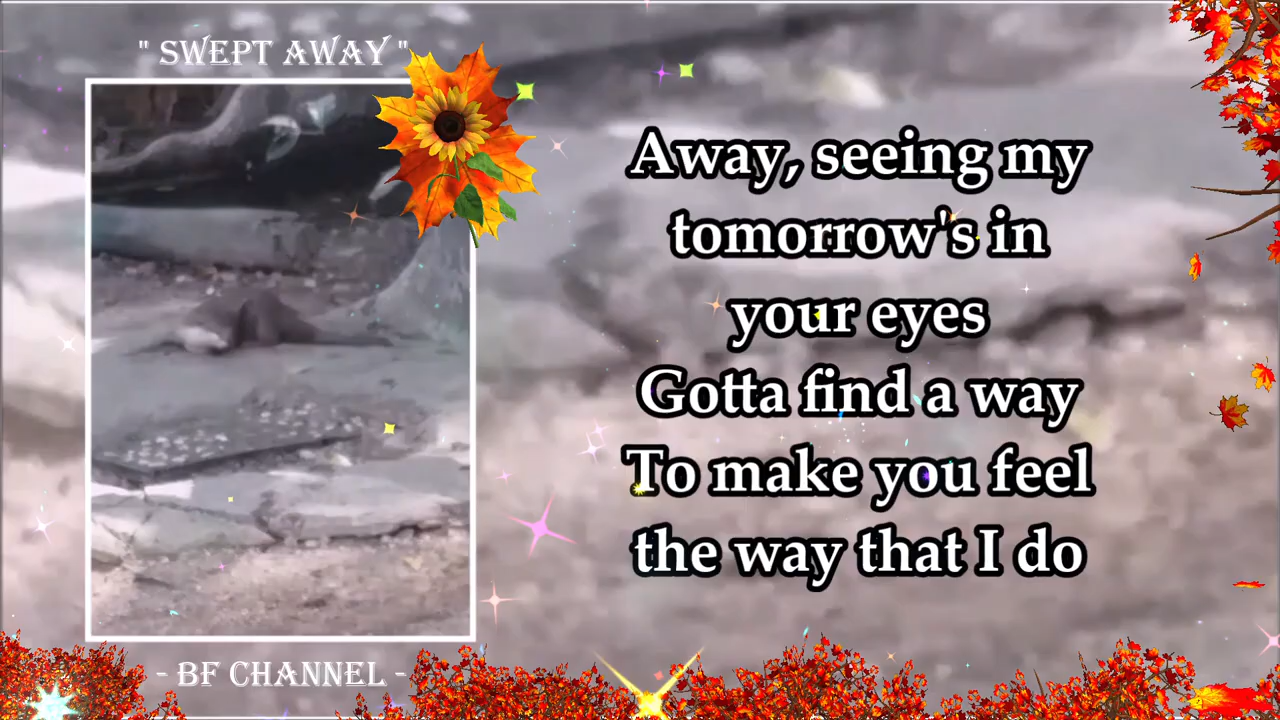 " SWEPT AWAY "
Away, seeing my
tomorrow's in
your eyes
Gotta find a way
To make you feel
the way that I do
- BF CHANNEL -